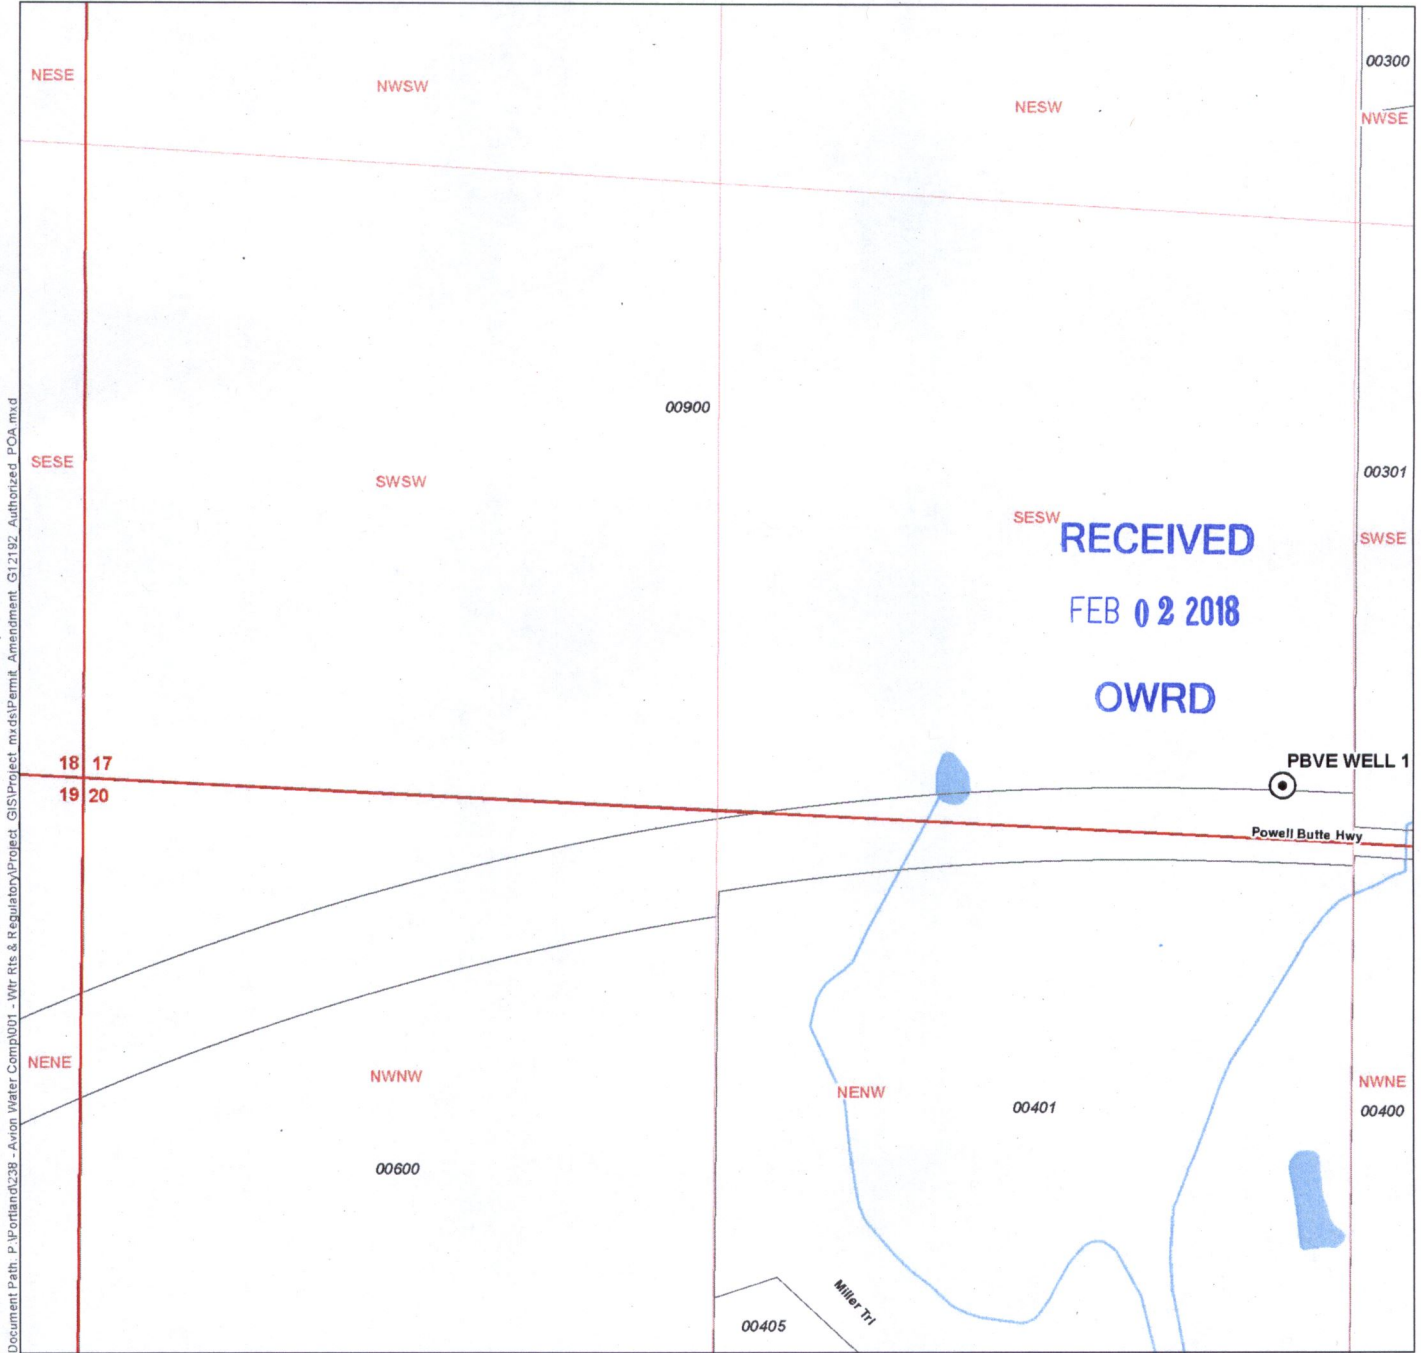 00300
NESE
NWSW
NESW
NWSE
00900
SESE
SWSW
00301
SESW
RECEIVED
SWSE
FEB 02 2018
OWRD
18 17
19 20
PBVE WELL 1
Powell Butte Hwy
NENE
NWNW
NENW
00401
NWNE
00400
00600
Miller Trl
00405
Document Path: P:\Portland\238 - Avion Water Comp\001 - Wtr Rts & Regulatory\Project_GIS\Project_mxds\Permit_Amendment_G12192_Authorized_POA.mxd